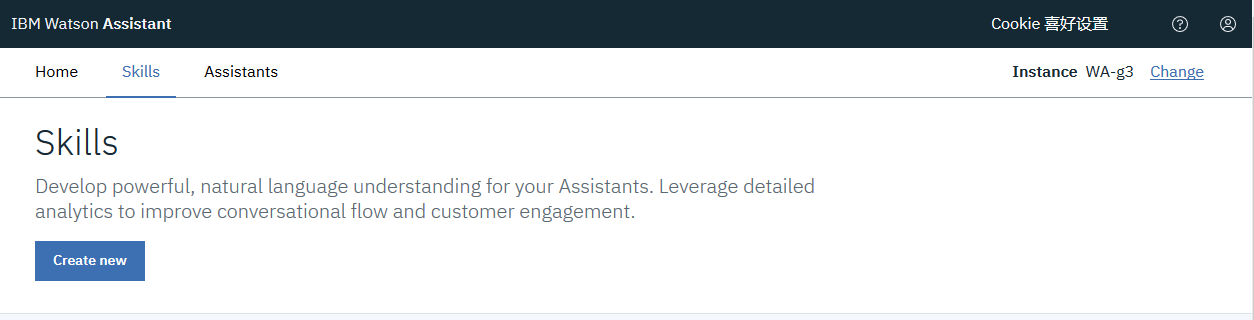 IBM Watson Assistant
Cookie 喜好设置
Home Skills Assistants
Instance WA-g3 Change
Skills
Develop powerful, natural language understanding for your Assistants. Leverage detailed
analytics to improve conversational flow and customer engagement.
Create new